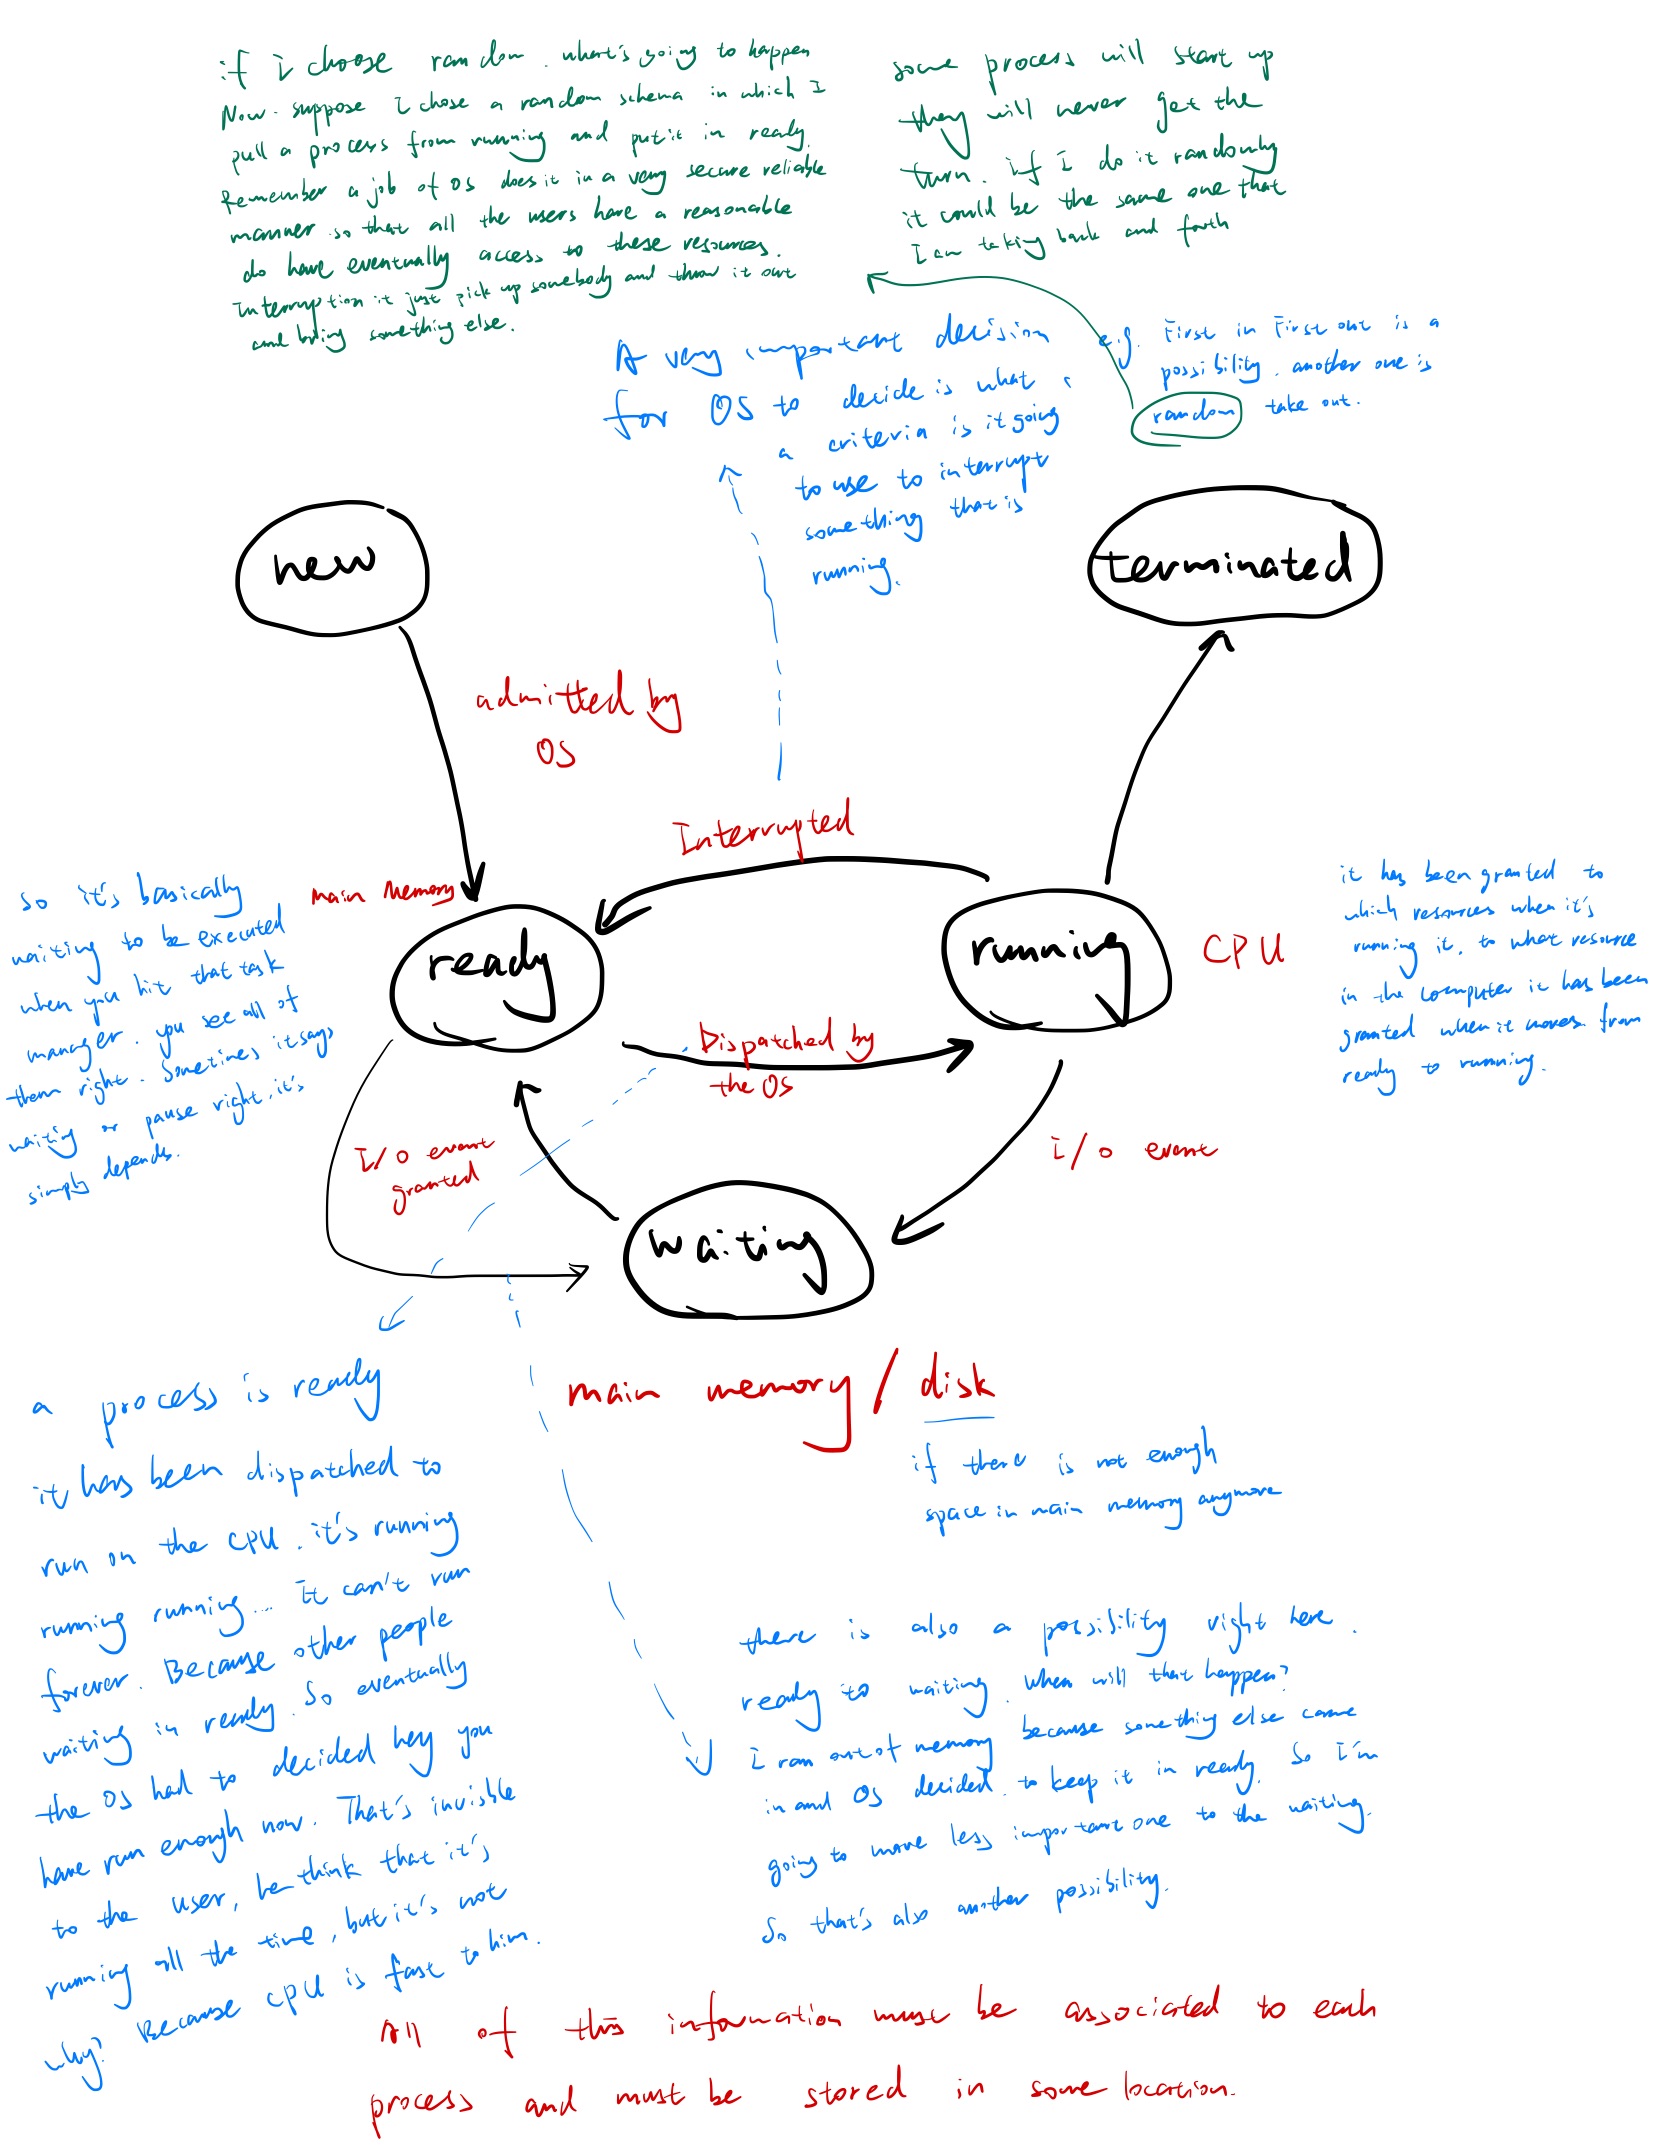 if I choose random. what's going to happen
Now. suppose I chose a random schema in which I
pull a process from running and put it in ready.
Remember a job of OS does it in a very secure reliable
manner so that all the users have a reasonable
do have eventually access to these resources.
Interruption it just pick up somebody and throw it out
and bring something else.
some process will start up
they will never get the
turn. if I do it randomly
it could be the same one that
I am taking back and forth
A very important decision
for OS to decide is what
a criteria is it going
to use to interrupt
something that is
running.
e.g. First in First out is a
possibility. another one is
random take out.
new
terminated
admitted by
OS
Interrupted
so it's basically
waiting to be executed
when you hit that task
manager. you see all of
them right. Sometimes it says
waiting or pause right, it's
simply depends.
main memory
ready
running
CPU
it has been granted to
which resources when it's
running it, to what resource
in the computer it has been
granted when it moves from
ready to running.
Dispatched by
the OS
I/O event
granted
I/O event
waiting
main memory / disk
if there is not enough
space in main memory anymore
a process is ready
it has been dispatched to
run on the CPU. it's running
running running... It can't run
forever. Because other people
waiting in ready. So eventually
the OS had to decided hey you
have run enough now. That's invisble
to the user, he think that it's
running all the time, but it's not
why? Because CPU is fast to him.
there is also a possibility right here.
ready to waiting. when will that happen?
I ran out of memory because something else came
in and OS decided. to keep it in ready. So I'm
going to move less important one to the waiting.
So that's also another possibility.
All of this information must be associated to each
process and must be stored in some location.